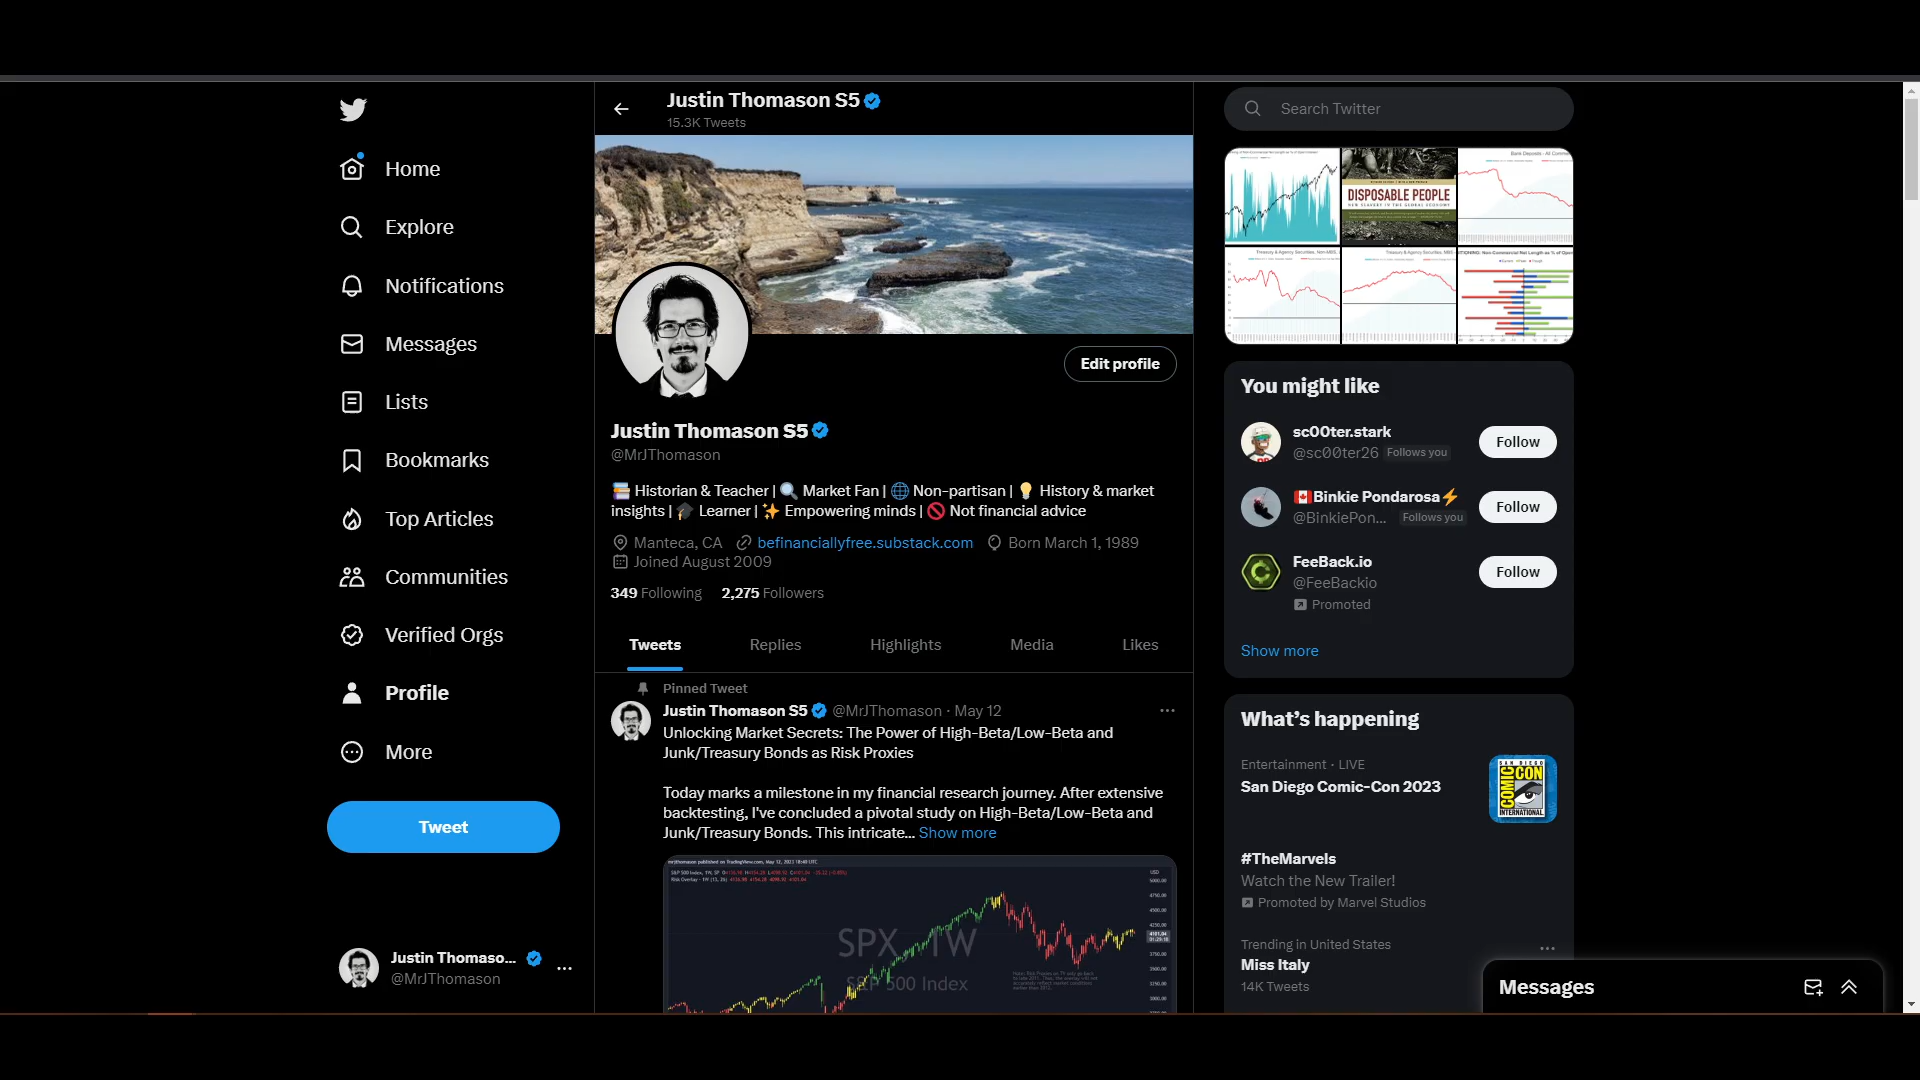 Home
Explore
Notifications
Messages
Lists
Bookmarks
Top Articles
Communities
Verified Orgs
Profile
More
Tweet
Justin Thomaso...
@MrJThomason
Justin Thomason S5
15.3K Tweets
Edit profile
Justin Thomason S5
@MrJThomason
Historian & Teacher | Market Fan | Non-partisan | History & market
insights | Learner | Empowering minds | Not financial advice
Manteca, CA befinanciallyfree.substack.com Born March 1, 1989
Joined August 2009
349 Following 2,275 Followers
Tweets Replies Highlights Media Likes
Pinned Tweet
Justin Thomason S5 @MrJThomason · May 12
Unlocking Market Secrets: The Power of High-Beta/Low-Beta and
Junk/Treasury Bonds as Risk Proxies
Today marks a milestone in my financial research journey. After extensive
backtesting, I've concluded a pivotal study on High-Beta/Low-Beta and
Junk/Treasury Bonds. This intricate... Show more
SPX 1W
S&P 500 Index
Search Twitter
DISPOSABLE PEOPLE
NEW SLAVERY IN THE GLOBAL ECONOMY
You might like
sc00ter.stark
@sc00ter26 Follows you
Follow
Binkie Pondarosa
@BinkiePon... Follows you
Follow
FeeBack.io
@FeeBackio
Promoted
Follow
Show more
What's happening
Entertainment · LIVE
San Diego Comic-Con 2023
SAN DIEGO
COMIC CON
INTERNATIONAL
#TheMarvels
Watch the New Trailer!
Promoted by Marvel Studios
Trending in United States
Miss Italy
14K Tweets
Messages